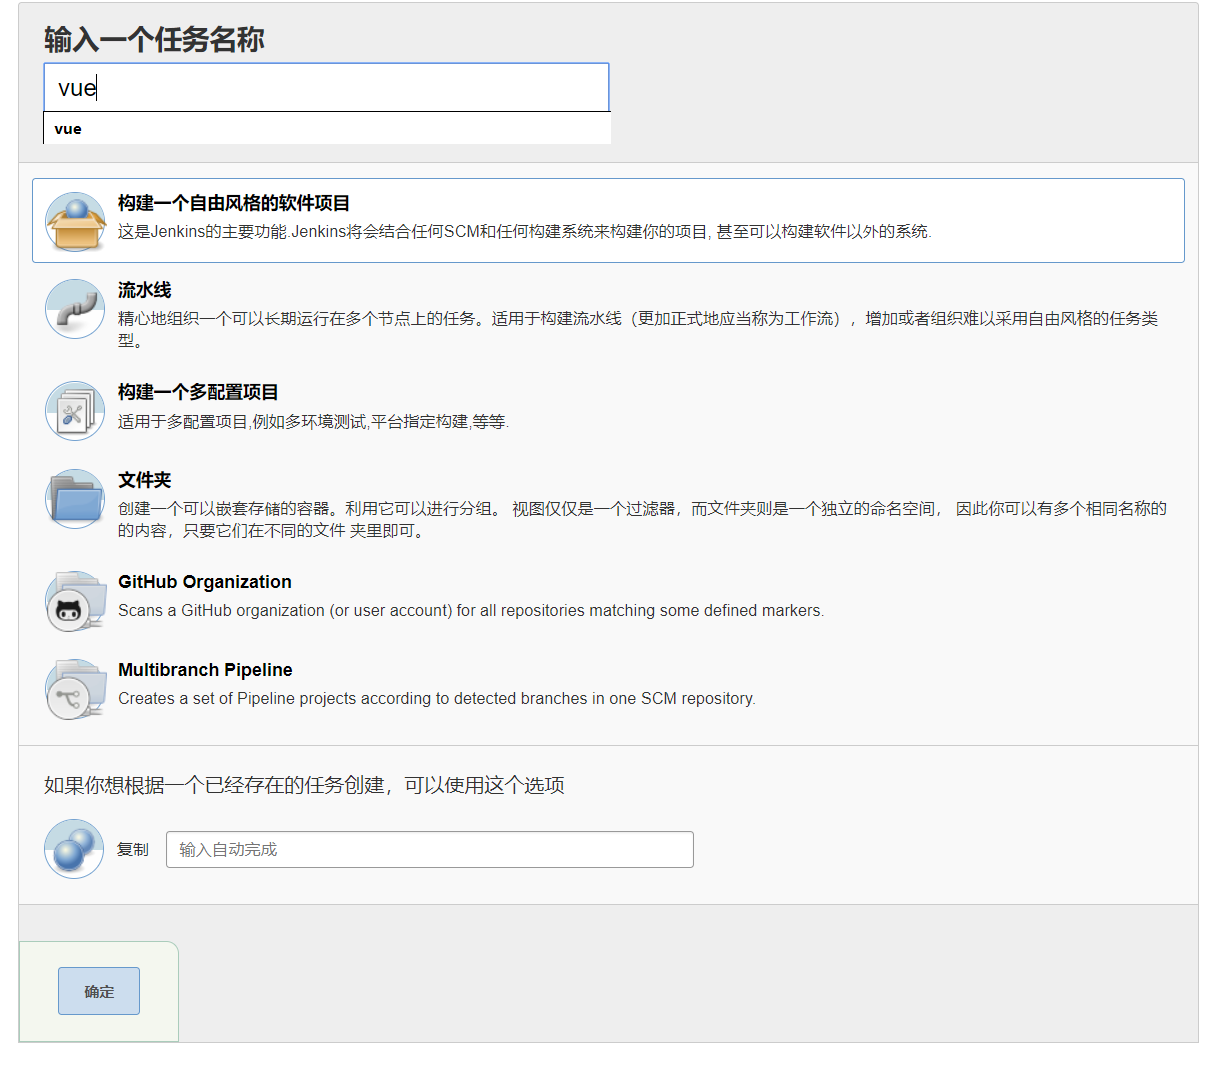 输入一个任务名称
vue
vue
构建一个自由风格的软件项目
这是Jenkins的主要功能.Jenkins将会结合任何SCM和任何构建系统来构建你的项目, 甚至可以构建软件以外的系统.
流水线
精心地组织一个可以长期运行在多个节点上的任务。适用于构建流水线（更加正式地应当称为工作流），增加或者组织难以采用自由风格的任务类
型。
构建一个多配置项目
适用于多配置项目,例如多环境测试,平台指定构建,等等.
文件夹
创建一个可以嵌套存储的容器。利用它可以进行分组。 视图仅仅是一个过滤器，而文件夹则是一个独立的命名空间， 因此你可以有多个相同名称的
的内容，只要它们在不同的文件 夹里即可。
GitHub Organization
Scans a GitHub organization (or user account) for all repositories matching some defined markers.
Multibranch Pipeline
Creates a set of Pipeline projects according to detected branches in one SCM repository.
如果你想根据一个已经存在的任务创建，可以使用这个选项
复制 输入自动完成
确定